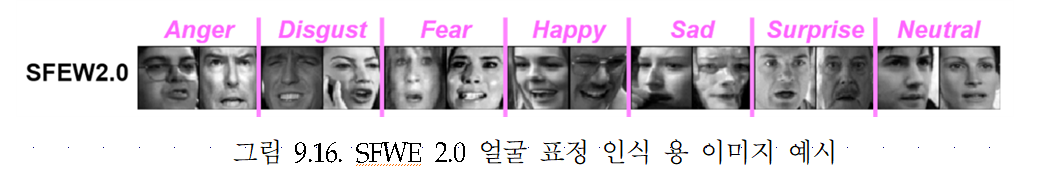 Anger Disgust Fear Happy Sad Surprise Neutral
SFEW2.0
그림 9.16. SFWE 2.0 얼굴 표정 인식 용 이미지 예시